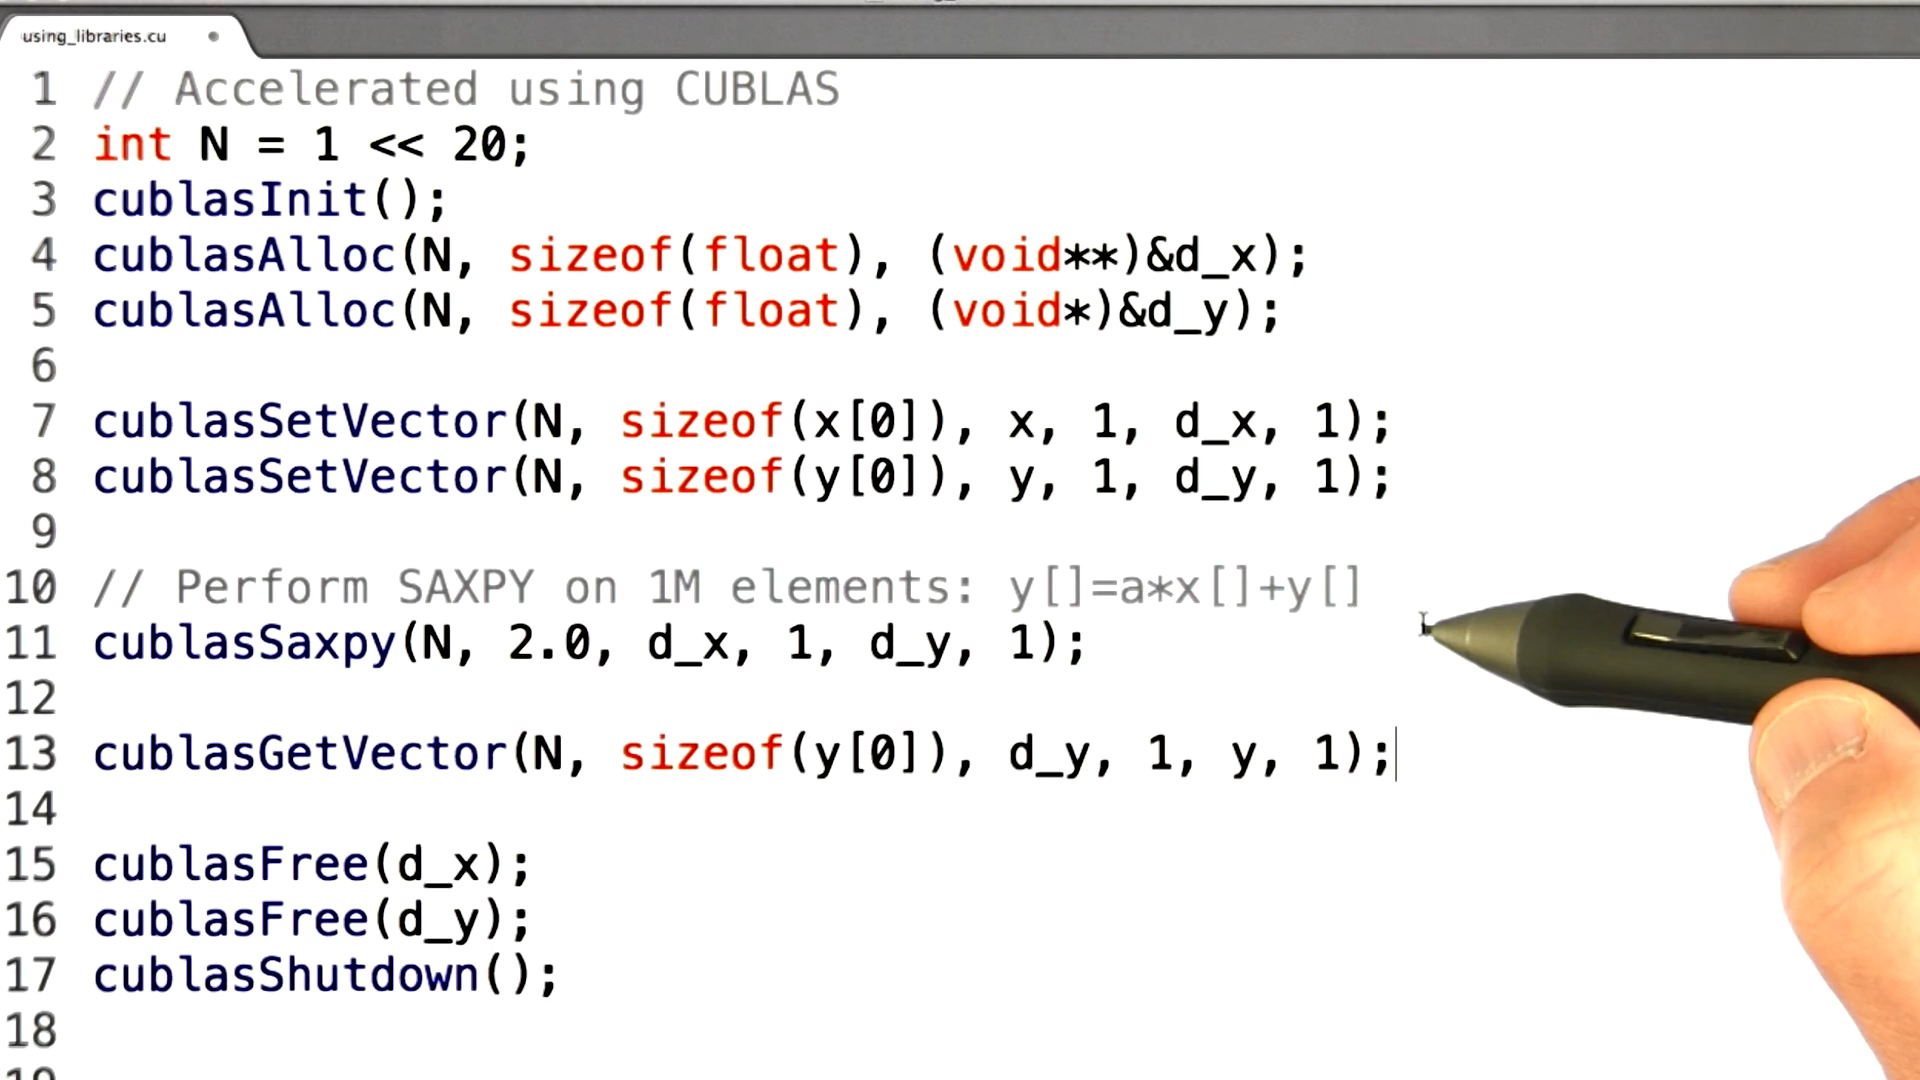 using_libraries.cu
1 // Accelerated using CUBLAS
2 int N = 1 << 20;
3 cublasInit();
4 cublasAlloc(N, sizeof(float), (void**)&d_x);
5 cublasAlloc(N, sizeof(float), (void*)&d_y);
6
7 cublasSetVector(N, sizeof(x[0]), x, 1, d_x, 1);
8 cublasSetVector(N, sizeof(y[0]), y, 1, d_y, 1);
9
10 // Perform SAXPY on 1M elements: y[]=a*x[]+y[]
11 cublasSaxpy(N, 2.0, d_x, 1, d_y, 1);
12
13 cublasGetVector(N, sizeof(y[0]), d_y, 1, y, 1);
14
15 cublasFree(d_x);
16 cublasFree(d_y);
17 cublasShutdown();
18